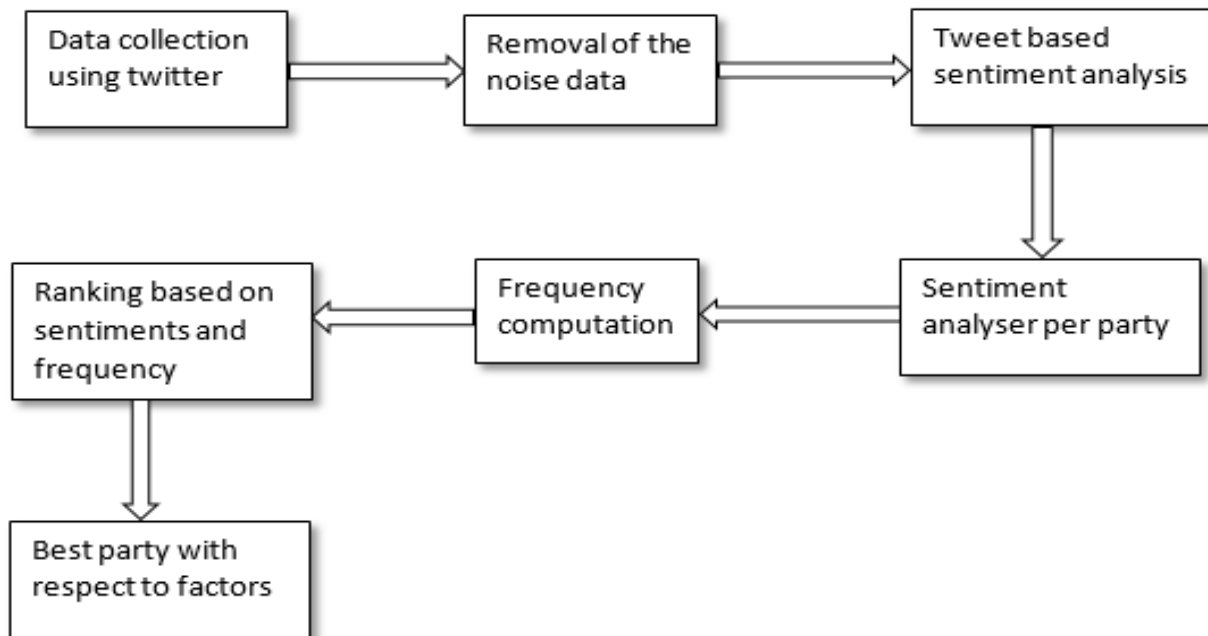 Data collection
using twitter
Removal of the
noise data
Tweet based
sentiment analysis
Sentiment
analyser per party
Frequency
computation
Ranking based on
sentiments and
frequency
Best party with
respect to factors